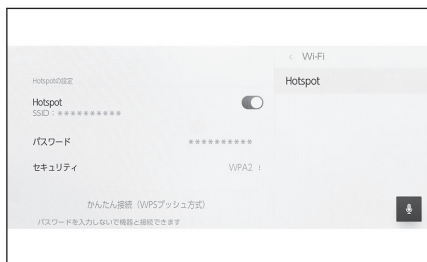 < Wi-Fi
Hotspotの設定
Hotspot
Hotspot
SSID：＊＊＊＊＊＊＊＊＊＊
パスワード ＊＊＊＊＊＊＊＊＊＊
セキュリティ WPA2
かんたん接続（WPSプッシュ方式）
パスワードを入力しないで機器と接続できます